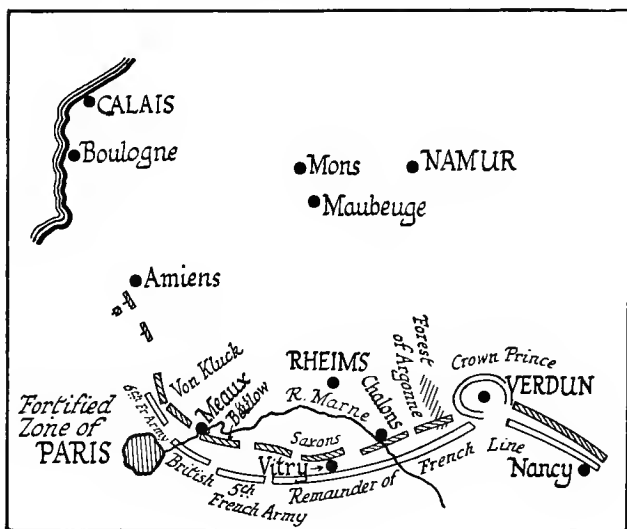 CALAIS
Boulogne
Mons
NAMUR
Maubeuge
Amiens
Forest
of Argonne
Von Kluck
RHEIMS
Crown Prince
VERDUN
6th Fr Army
Meaux
Bülow
R. Marne
Chalons
Fortified
Zone of
PARIS
Saxons
Vitry
British
5th
French Army
Remainder of French Line
Nancy